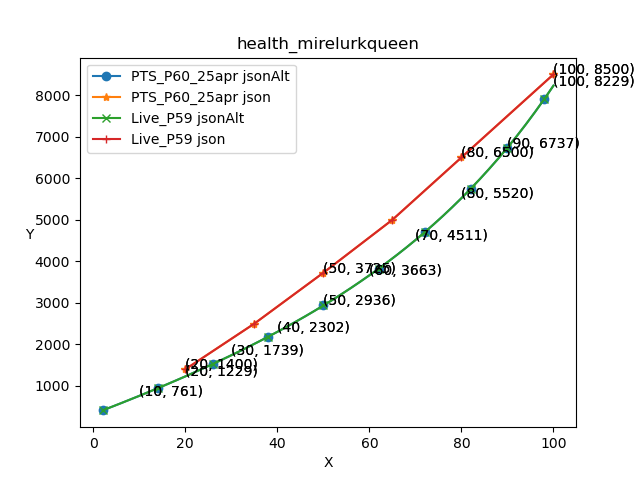 health_mirelurkqueen
PTS_P60_25apr jsonAlt
PTS_P60_25apr json
Live_P59 jsonAlt
Live_P59 json
(100, 8500)
(100, 8229)
(90, 6737)
(80, 6500)
(80, 5520)
(70, 4511)
(50, 3725)
(60, 3663)
(50, 2936)
(40, 2302)
(30, 1739)
(20, 1400)
(20, 1229)
(10, 761)
8000
7000
6000
5000
4000
3000
2000
1000
Y
0 20 40 60 80 100
X